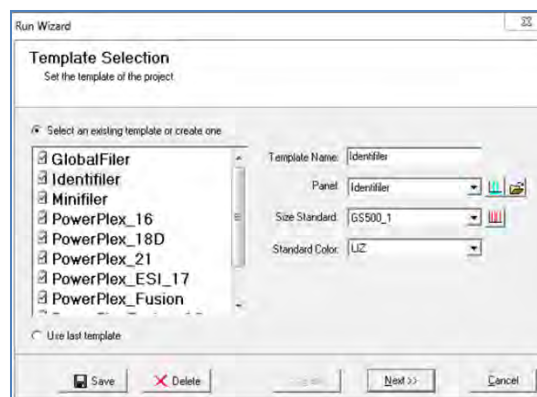 Run Wizard
Template Selection
Set the template of the project
Select an existing template or create one
GlobalFiler
Identifiler
Minifiler
PowerPlex_16
PowerPlex_18D
PowerPlex_21
PowerPlex_ESI_17
PowerPlex_Fusion
Template Name: Identifiler
Panel: Identifiler
Size Standard: GS500_1
Standard Color: LIZ
Use last template
Save
Delete
Next >>
Cancel